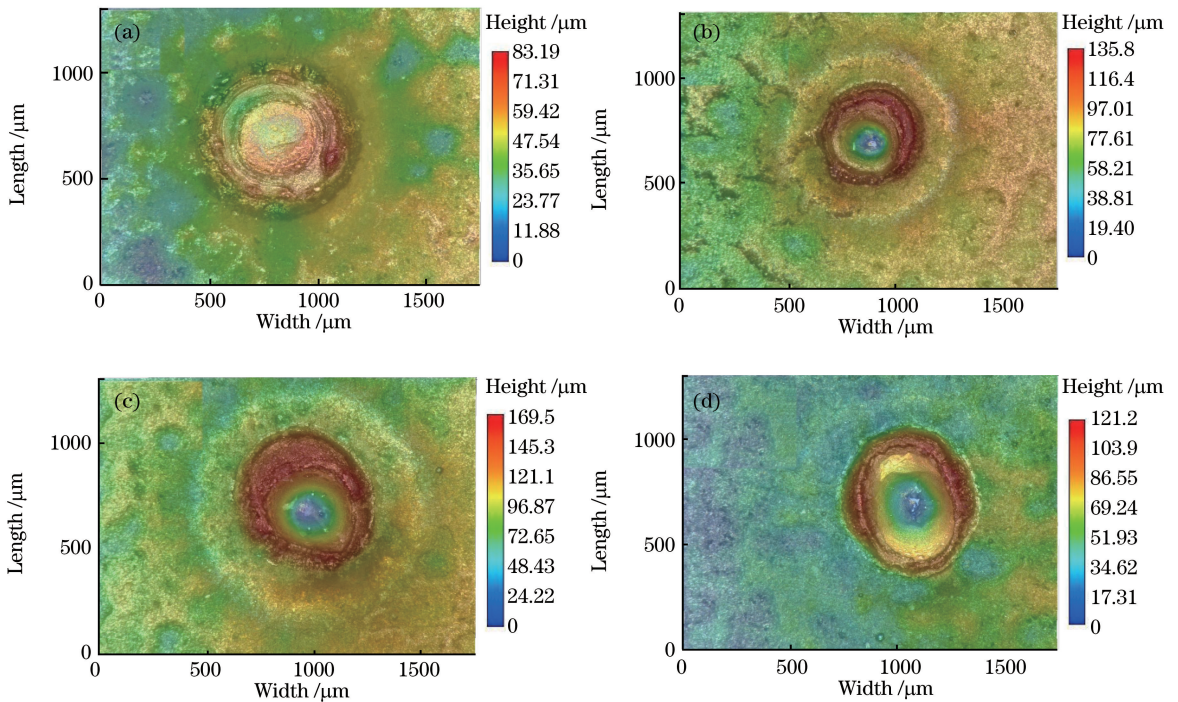 (a)
Height /μm
83.19
71.31
59.42
47.54
35.65
23.77
11.88
0
Length /μm
1000
500
0
0 500 1000 1500
Width /μm
(b)
Height /μm
135.8
116.4
97.01
77.61
58.21
38.81
19.40
0
Length /μm
1000
500
0
0 500 1000 1500
Width /μm
(c)
Height /μm
169.5
145.3
121.1
96.87
72.65
48.43
24.22
0
Length /μm
1000
500
0
0 500 1000 1500
Width /μm
(d)
Height /μm
121.2
103.9
86.55
69.24
51.93
34.62
17.31
0
Length /μm
1000
500
0
0 500 1000 1500
Width /μm